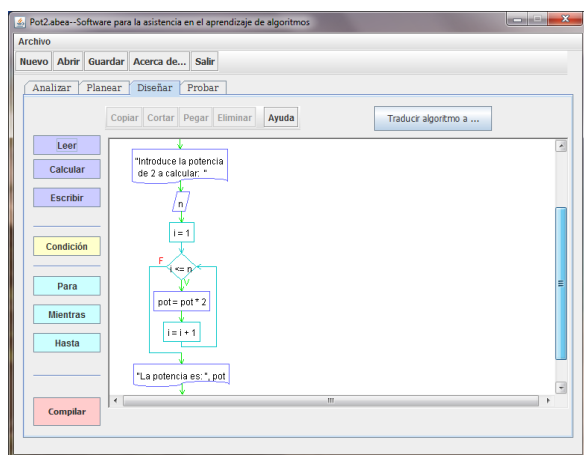 Pot2.abea--Software para la asistencia en el aprendizaje de algoritmos
Archivo
Nuevo Abrir Guardar Acerca de... Salir
Analizar Planear Diseñar Probar
Copiar Cortar Pegar Eliminar Ayuda Traducir algoritmo a ...
Leer
Calcular
Escribir
Condición
Para
Mientras
Hasta
Compilar
"Introduce la potencia
de 2 a calcular: "
n
i = 1
F
i <= n
V
pot = pot * 2
i = i + 1
"La potencia es: ", pot